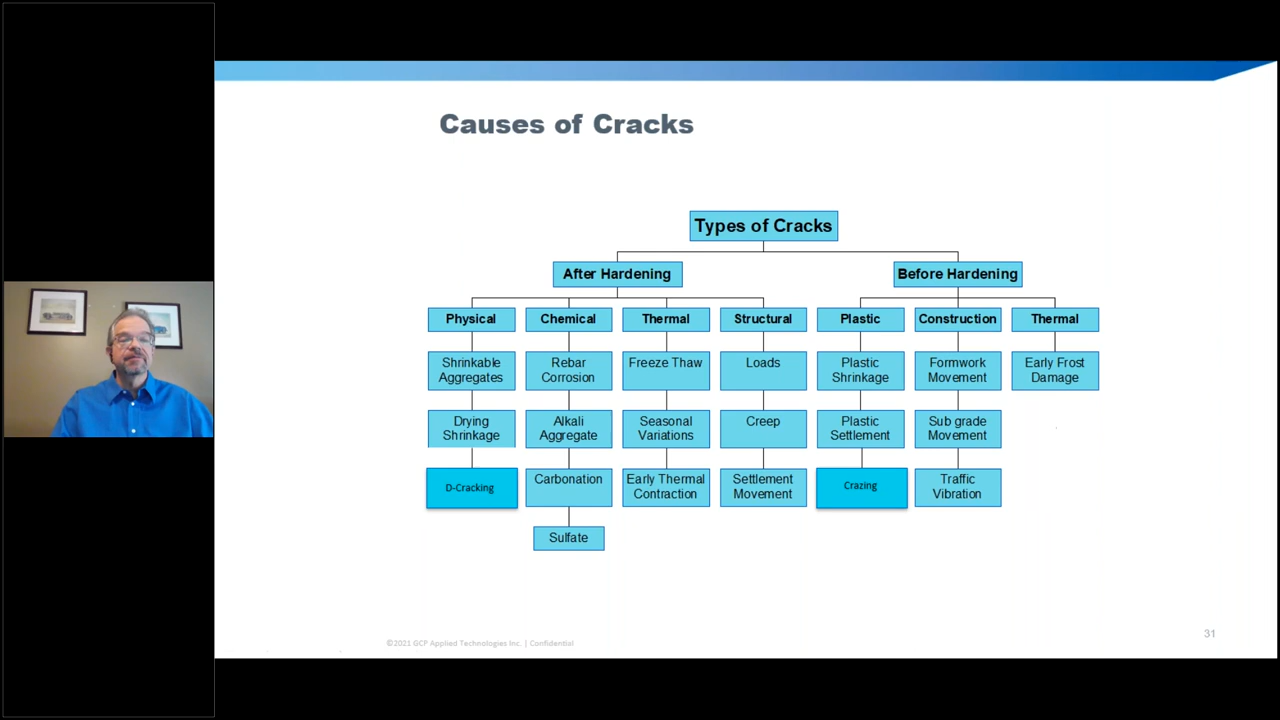 Causes of Cracks
Types of Cracks
After Hardening
Before Hardening
Physical
Chemical
Thermal
Structural
Plastic
Construction
Thermal
Shrinkable
Aggregates
Rebar
Corrosion
Freeze Thaw
Loads
Plastic
Shrinkage
Formwork
Movement
Early Frost
Damage
Drying
Shrinkage
Alkali
Aggregate
Seasonal
Variations
Creep
Plastic
Settlement
Sub grade
Movement
D-Cracking
Carbonation
Early Thermal
Contraction
Settlement
Movement
Crazing
Traffic
Vibration
Sulfate
©2021 GCP Applied Technologies Inc. | Confidential
31